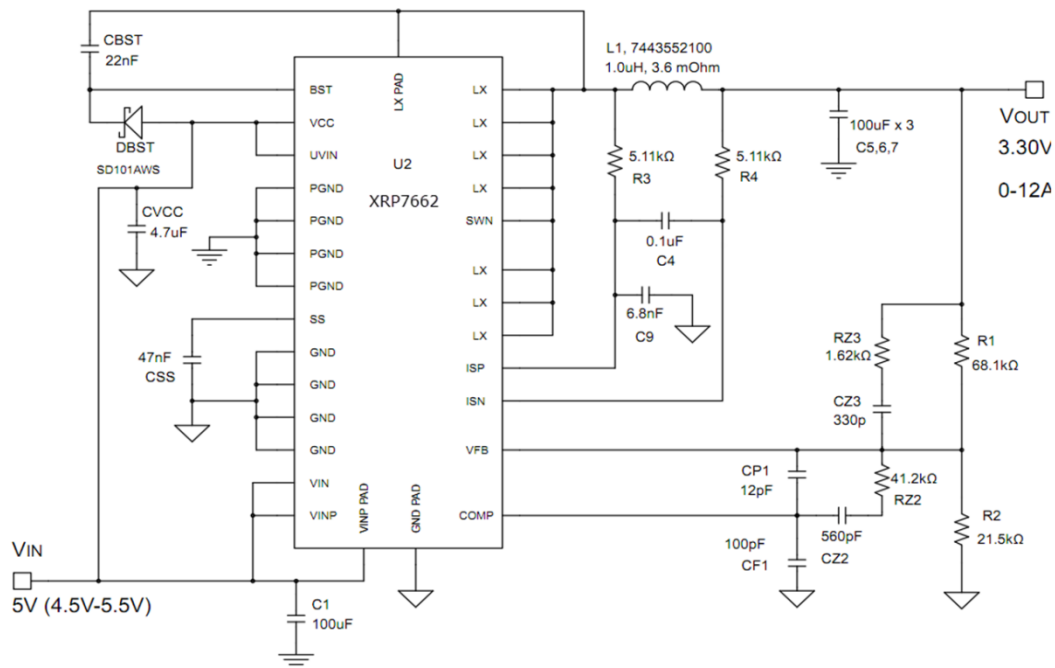 CBST
22nF
L1, 7443552100
1.0uH, 3.6 mOhm
BST
LX PAD
LX
VCC
LX
DBST
SD101AWS
UVIN
LX
U2
XRP7662
PGND
LX
PGND
SWN
PGND
LX
PGND
LX
SS
LX
GND
ISP
GND
ISN
GND
GND
VFB
VIN
VINP
COMP
VINP PAD
GND PAD
CVCC
4.7uF
47nF
CSS
5.11kΩ
R3
5.11kΩ
R4
0.1uF
C4
6.8nF
C9
100uF x 3
C5,6,7
VOUT
3.30V
0-12A
RZ3
1.62kΩ
CZ3
330p
R1
68.1kΩ
CP1
12pF
41.2kΩ
RZ2
560pF
CZ2
100pF
CF1
R2
21.5kΩ
VIN
5V (4.5V-5.5V)
C1
100uF